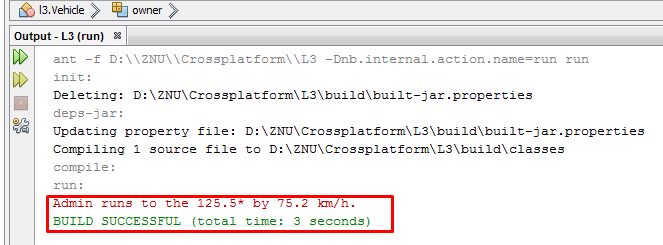 l3.Vehicle owner
Output - L3 (run)
ant -f D:\\ZNU\\Crossplatform\\L3 -Dnb.internal.action.name=run run
init:
Deleting: D:\ZNU\Crossplatform\L3\build\built-jar.properties
deps-jar:
Updating property file: D:\ZNU\Crossplatform\L3\build\built-jar.properties
Compiling 1 source file to D:\ZNU\Crossplatform\L3\build\classes
compile:
run:
Admin runs to the 125.5* by 75.2 km/h.
BUILD SUCCESSFUL (total time: 3 seconds)